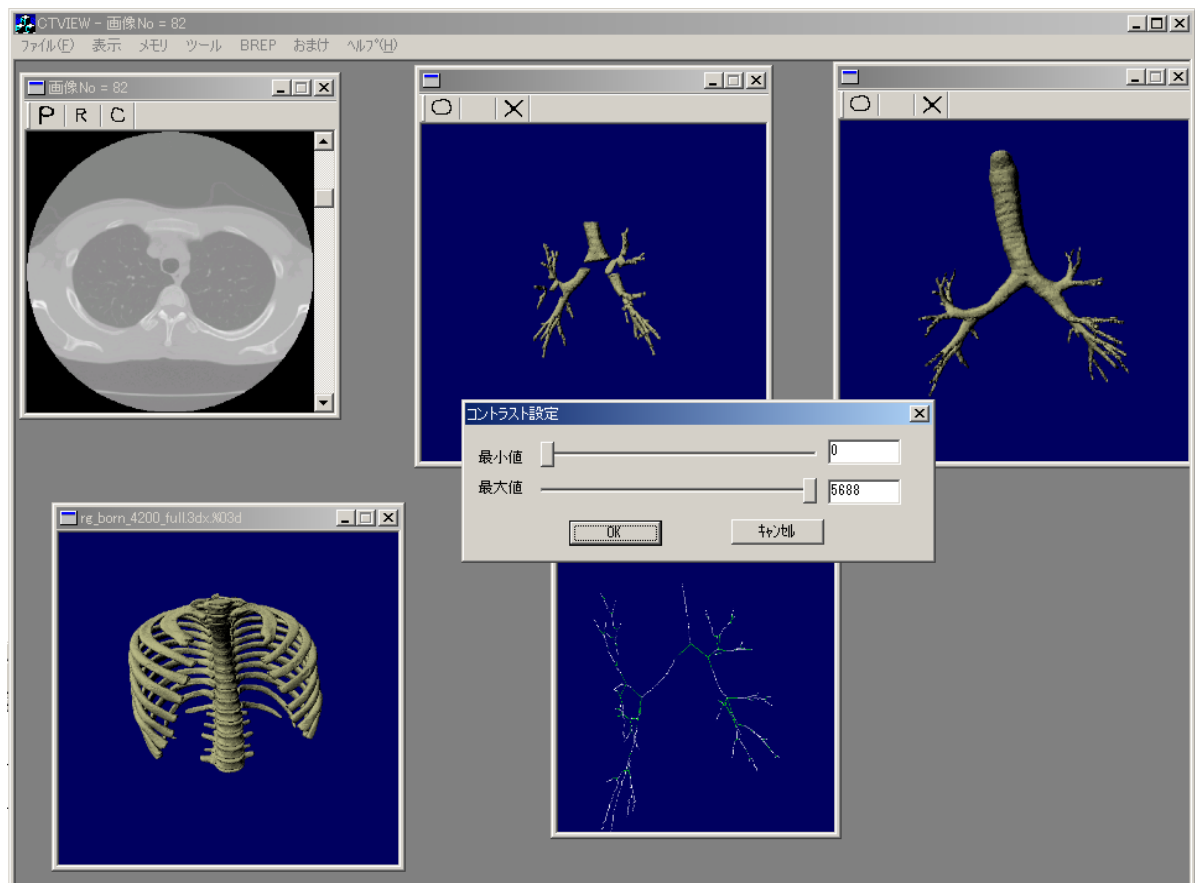 CTVIEW - 画像No = 82
ファイル(F) 表示 メモリ ツール BREP おまけ ヘルプ(H)
画像No = 82
P R C
コントラスト設定
最小値 0
最大値 5688
OK キャンセル
rg_born_4200_full.3dx.%03d